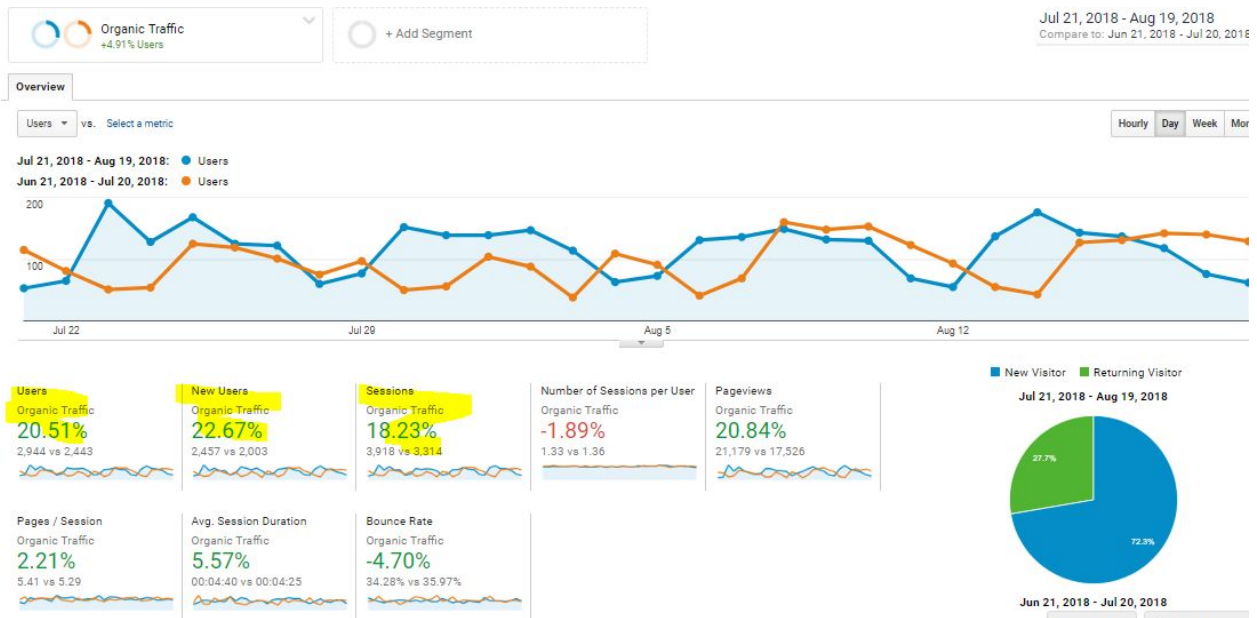 Organic Traffic
+4.91% Users
+ Add Segment
Jul 21, 2018 - Aug 19, 2018
Compare to: Jun 21, 2018 - Jul 20, 2018
Overview
Users vs. Select a metric
Hourly Day Week
Jul 21, 2018 - Aug 19, 2018: Users
Jun 21, 2018 - Jul 20, 2018: Users
200
100
Jul 22 Jul 29 Aug 5 Aug 12
Users
Organic Traffic
20.51%
2,944 vs 2,443
New Users
Organic Traffic
22.67%
2,457 vs 2,003
Sessions
Organic Traffic
18.23%
3,918 vs 3,314
Number of Sessions per User
Organic Traffic
-1.89%
1.33 vs 1.36
Pageviews
Organic Traffic
20.84%
21,179 vs 17,526
Pages / Session
Organic Traffic
2.21%
5.41 vs 5.29
Avg. Session Duration
Organic Traffic
5.57%
00:04:40 vs 00:04:25
Bounce Rate
Organic Traffic
-4.70%
34.28% vs 35.97%
New Visitor Returning Visitor
Jul 21, 2018 - Aug 19, 2018
27.7%
72.3%
Jun 21, 2018 - Jul 20, 2018